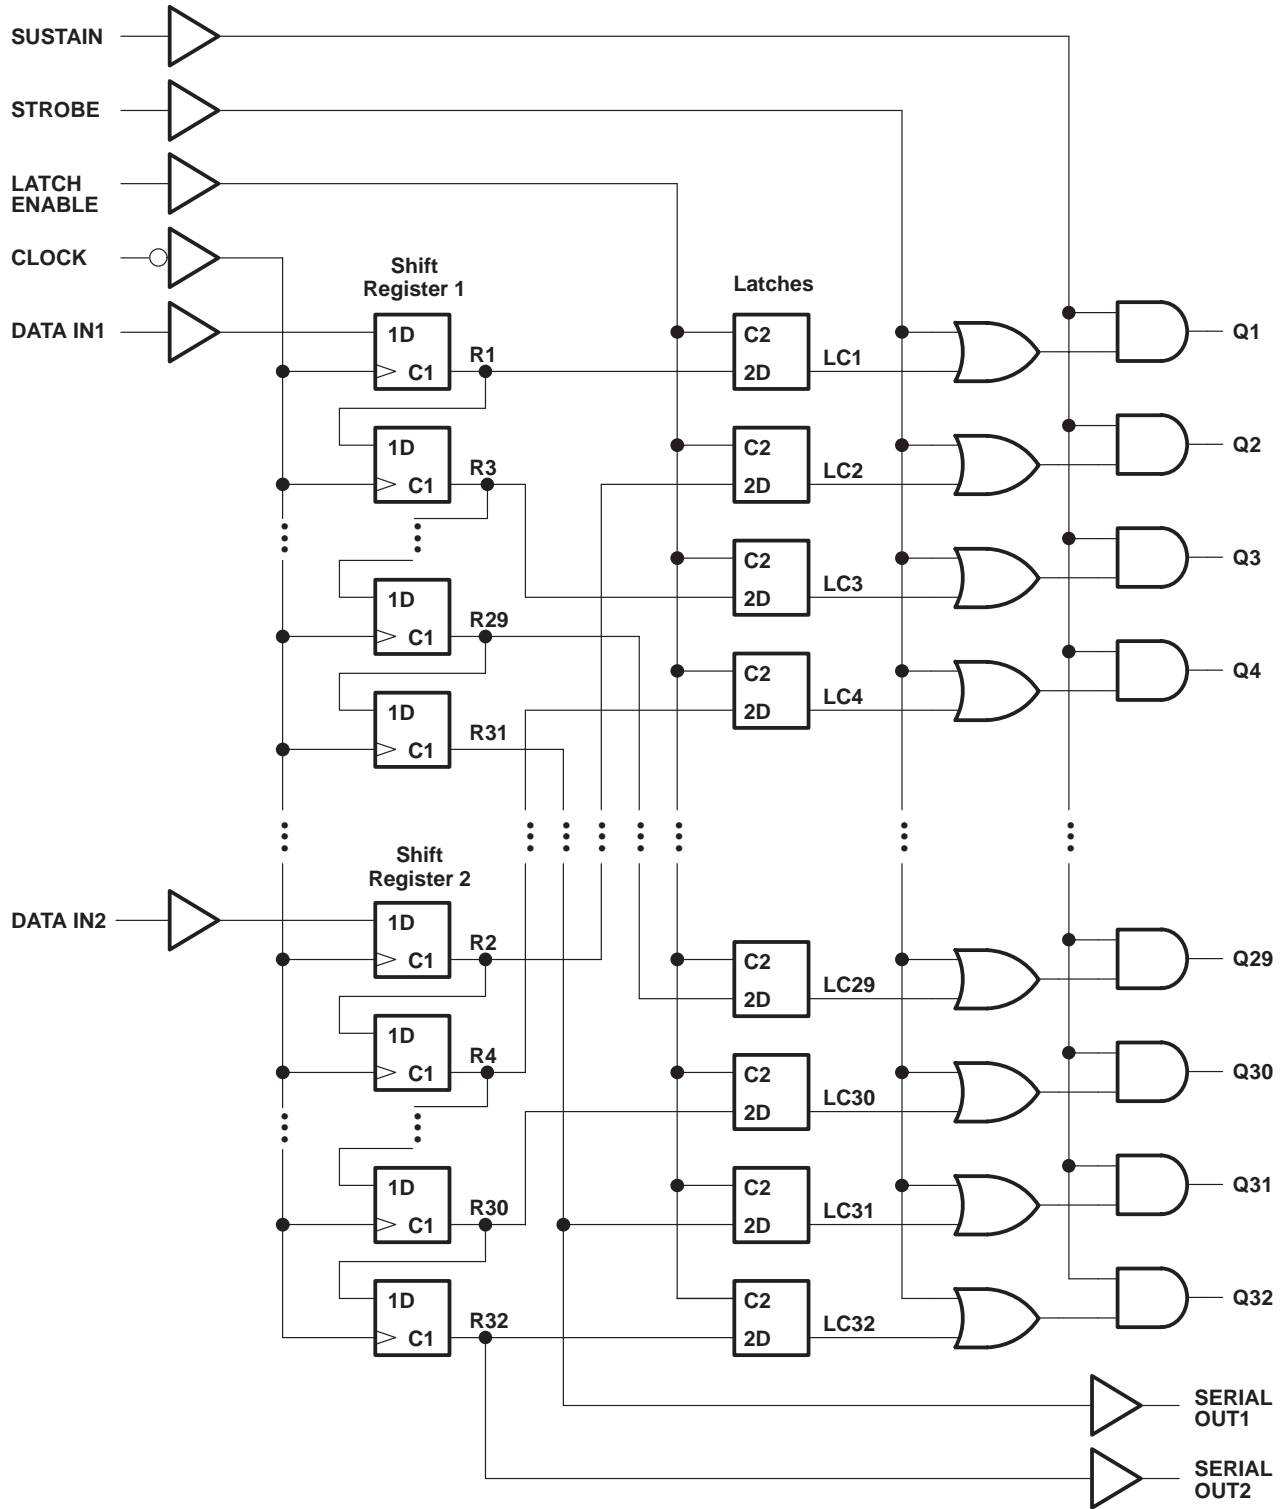 SUSTAIN
STROBE
LATCH
ENABLE
CLOCK
Shift
Register 1
Latches
DATA IN1
1D
C1
R1
C2
2D
LC1
Q1
1D
C1
R3
C2
2D
LC2
Q2
C2
2D
LC3
Q3
1D
C1
R29
C2
2D
LC4
Q4
1D
C1
R31
Shift
Register 2
DATA IN2
1D
C1
R2
C2
2D
LC29
Q29
1D
C1
R4
C2
2D
LC30
Q30
1D
C1
R30
C2
2D
LC31
Q31
1D
C1
R32
C2
2D
LC32
Q32
SERIAL
OUT1
SERIAL
OUT2